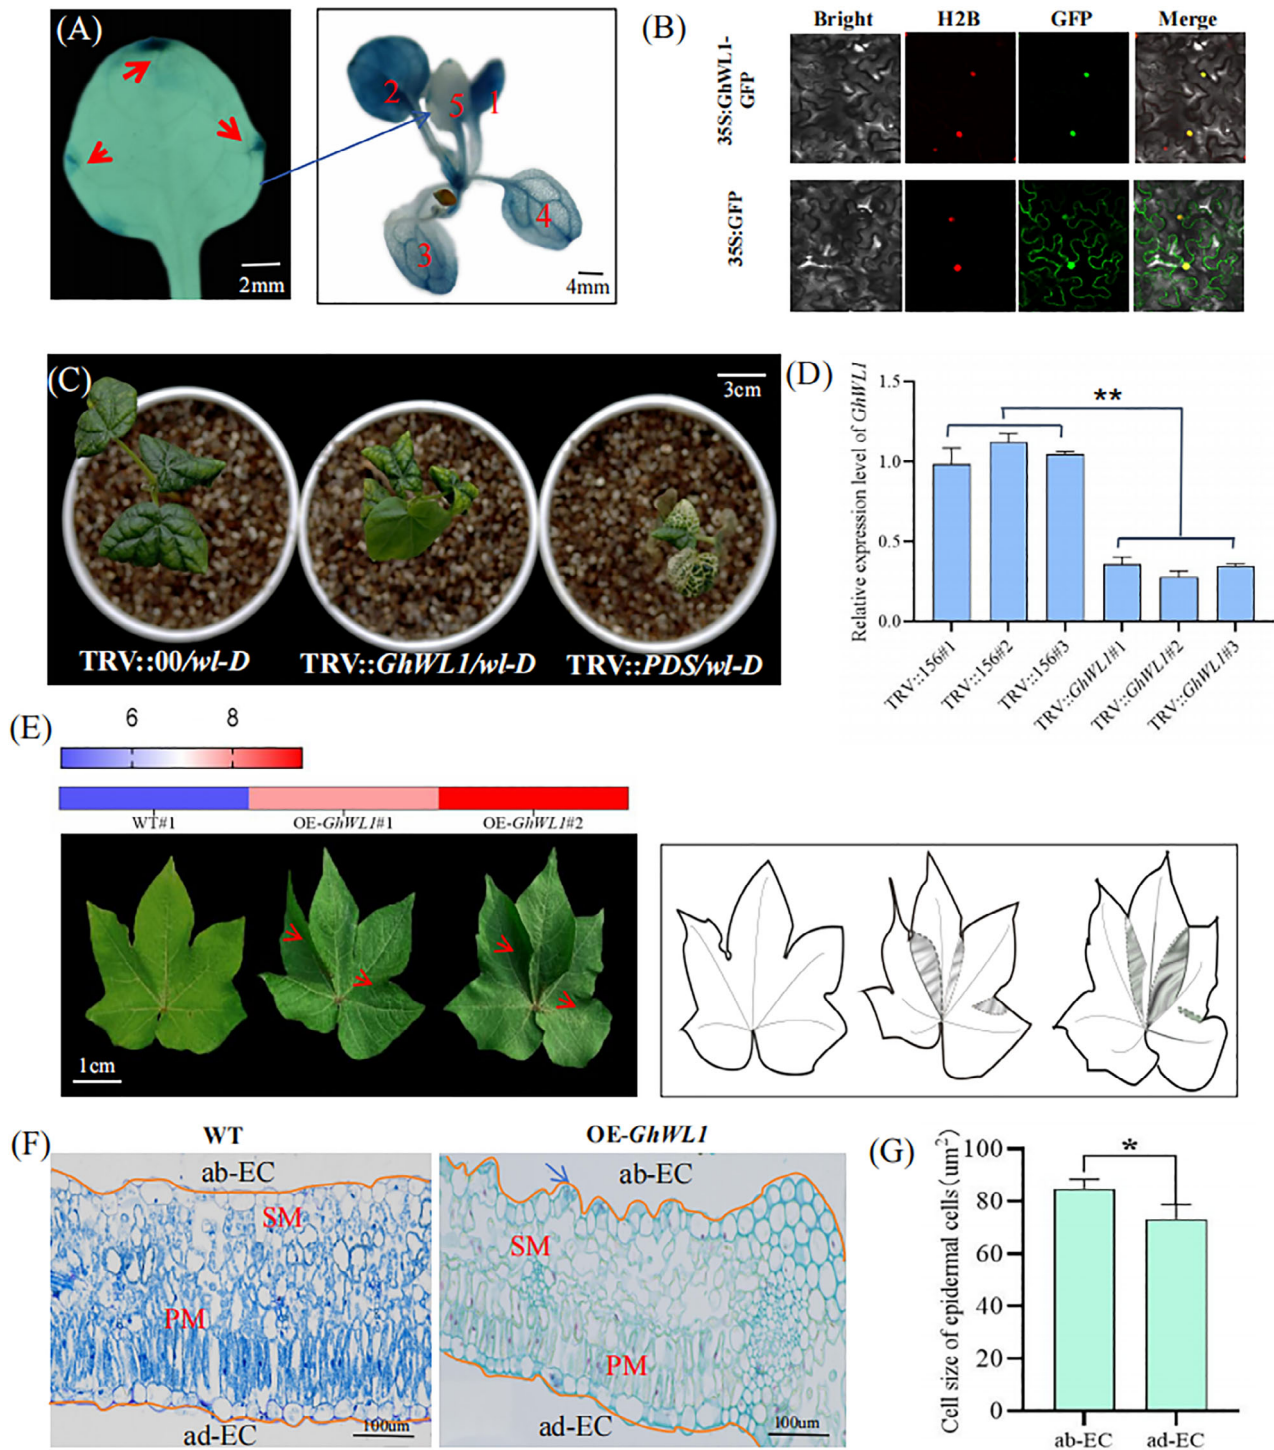 (A)
2mm
1
2
3
4
5
4mm
(B)
Bright H2B GFP Merge
35S:GhWL1-
GFP
35S:GFP
(C)
3cm
TRV::00/wl-D TRV::GhWL1/wl-D TRV::PDS/wl-D
(D)
Relative expression level of GhWL1
1.5
1.0
0.5
0.0
**
TRV::156#1
TRV::156#2
TRV::156#3
TRV::GhWL1#1
TRV::GhWL1#2
TRV::GhWL1#3
(E)
6 8
WT#1 OE-GhWL1#1 OE-GhWL1#2
1cm
(F)
WT
ab-EC
SM
PM
ad-EC
100um
OE-GhWL1
ab-EC
SM
PM
ad-EC
100um
(G)
Cell size of epidermal cells(um²)
100
80
60
40
20
0
*
ab-EC ad-EC